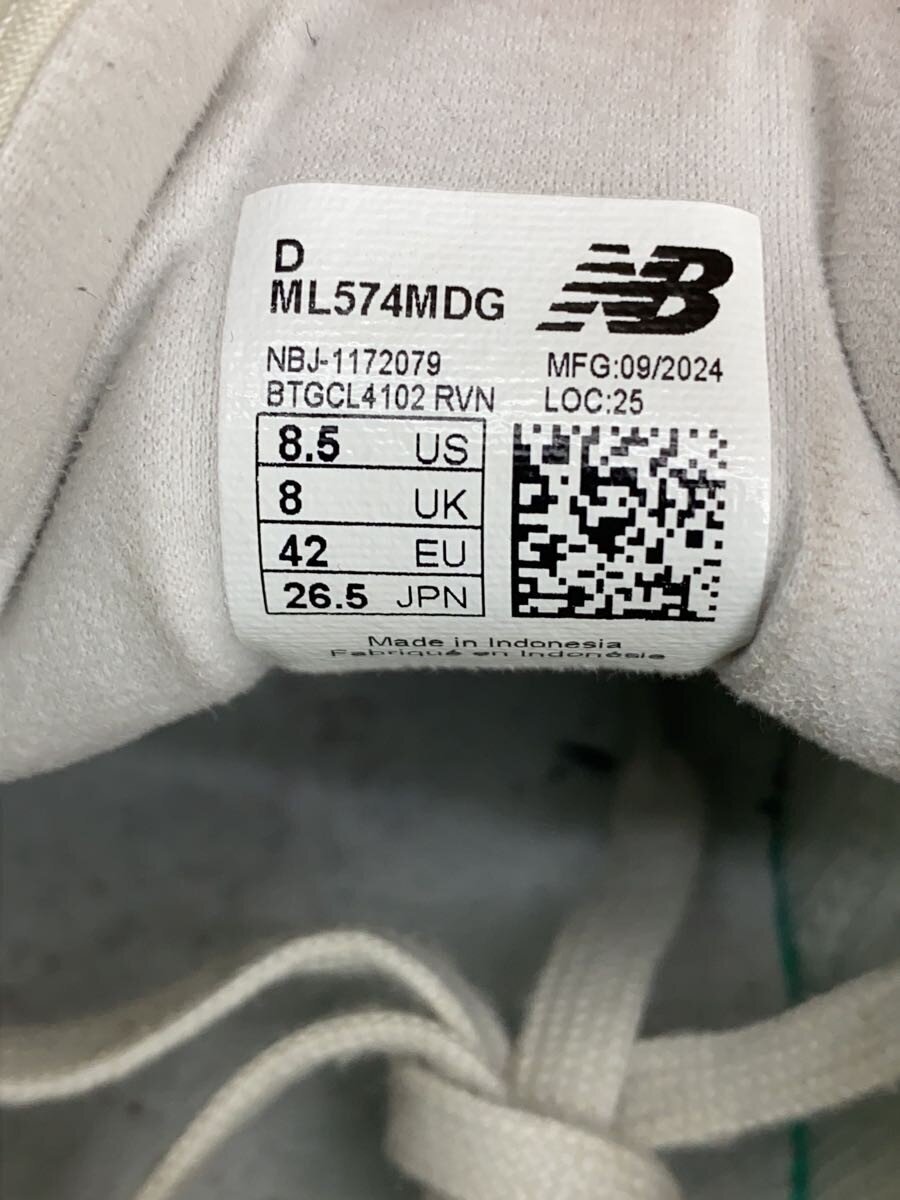 D
ML574MDG
NB
NBJ-1172079
MFG:09/2024
BTGCL4102 RVN
LOC:25
8.5 US
8 UK
42 EU
26.5 JPN
Made in Indonesia
Fabriqué en Indonésie